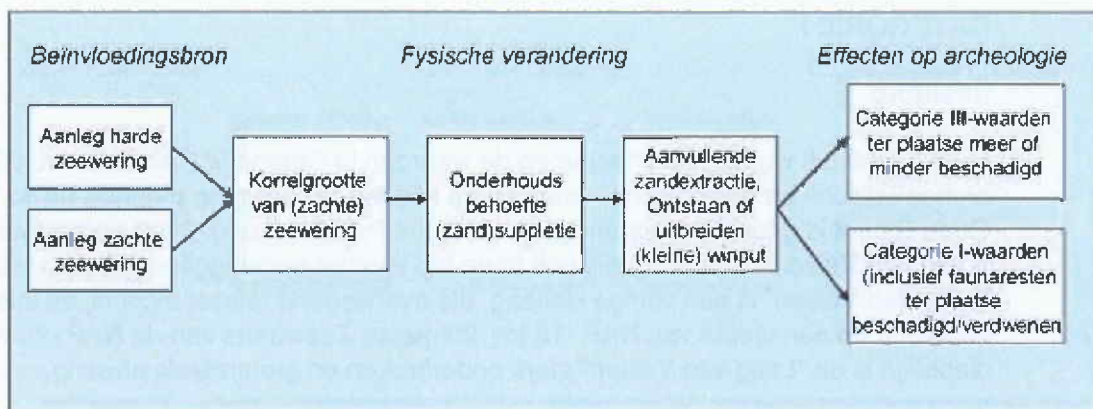 Beïnvloedingsbron
Fysische verandering
Effecten op archeologie
Aanleg harde
zeewering
Aanleg zachte
zeewering
Korrelgrootte
van (zachte)
zeewering
Onderhouds
behoefte
(zand)suppletie
Aanvullende
zandextractie,
Ontstaan of
uitbreiden
(kleine) winput
Categorie III-waarden
ter plaatse meer of
minder beschadigd
Categorie I-waarden
(inclusief faunaresten
ter plaatse
beschadigd/verdwenen